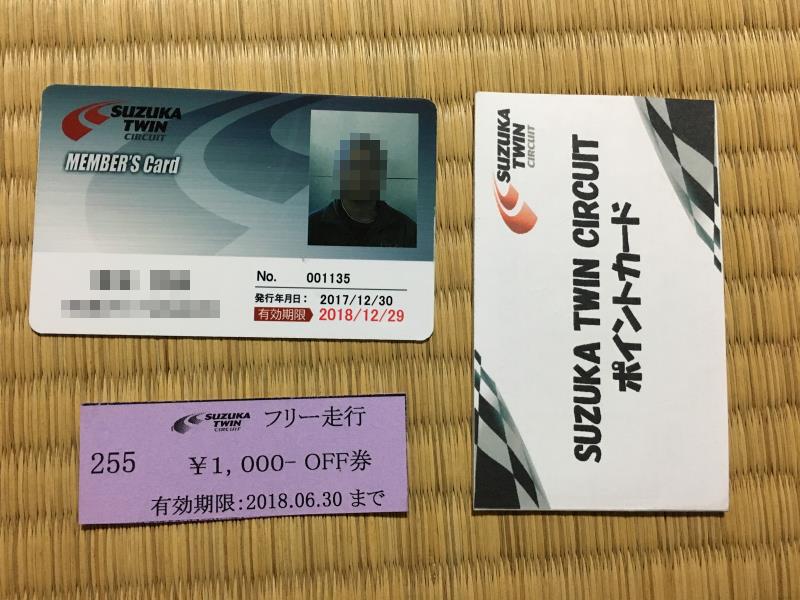 SUZUKA
TWIN
CIRCUIT
MEMBER'S Card
No. 001135
発行年月日: 2017/12/30
有効期限 2018/12/29
SUZUKA
TWIN
CIRCUIT
フリー走行
255 ¥1,000- OFF券
有効期限:2018.06.30 まで
SUZUKA
TWIN
CIRCUIT
SUZUKA TWIN CIRCUIT
ポイントカード